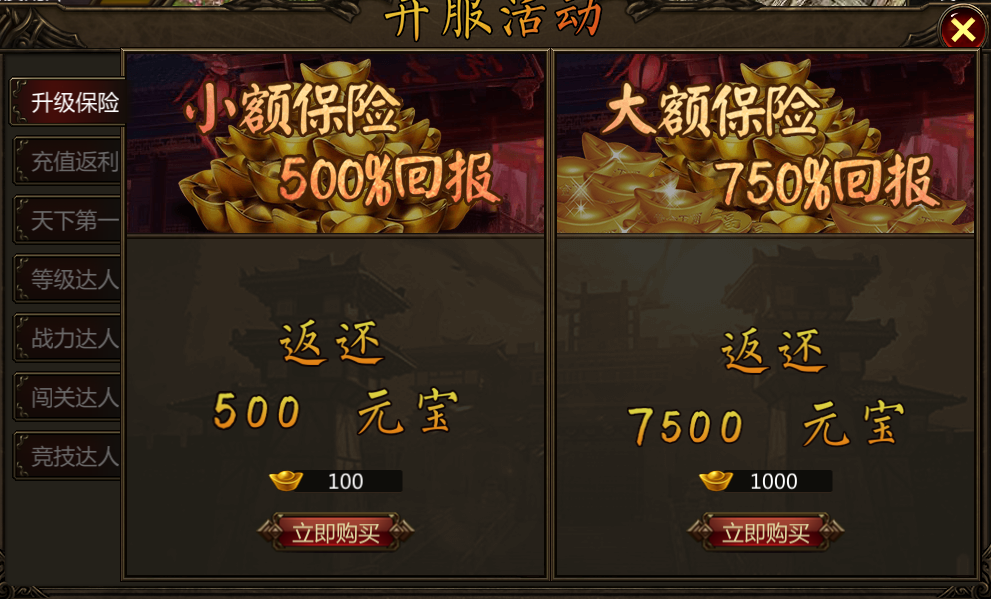 开服活动
升级保险
充值返利
天下第一
等级达人
战力达人
闯关达人
竞技达人
小额保险
500%回报
返还
500 元宝
100
立即购买
大额保险
750%回报
返还
7500 元宝
1000
立即购买